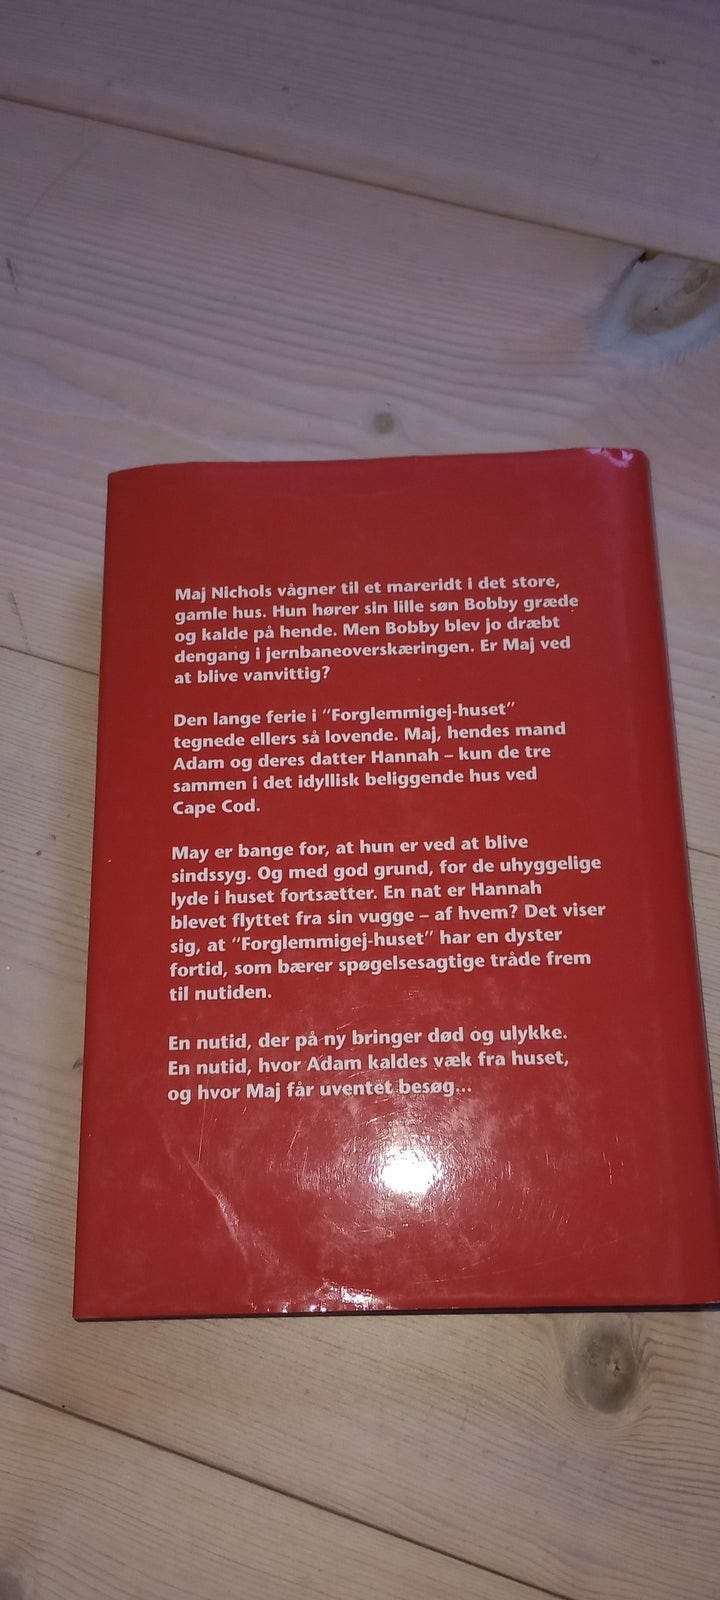 Maj Nichols vågner til et mareridt i det store,
gamle hus. Hun hører sin lille søn Bobby græde
og kalde på hende. Men Bobby blev jo dræbt
dengang i jernbaneoverskæringen. Er Maj ved
at blive vanvittig?
Den lange ferie i "Forglemmigej-huset"
tegnede ellers så lovende. Maj, hendes mand
Adam og deres datter Hannah – kun de tre
sammen i det idyllisk beliggende hus ved
Cape Cod.
May er bange for, at hun er ved at blive
sindssyg. Og med god grund, for de uhyggelige
lyde i huset fortsætter. En nat er Hannah
blevet flyttet fra sin vugge – af hvem? Det viser
sig, at "Forglemmigej-huset" har en dyster
fortid, som bærer spøgelsesagtige tråde frem
til nutiden.
En nutid, der på ny bringer død og ulykke.
En nutid, hvor Adam kaldes væk fra huset,
og hvor Maj får uventet besøg...